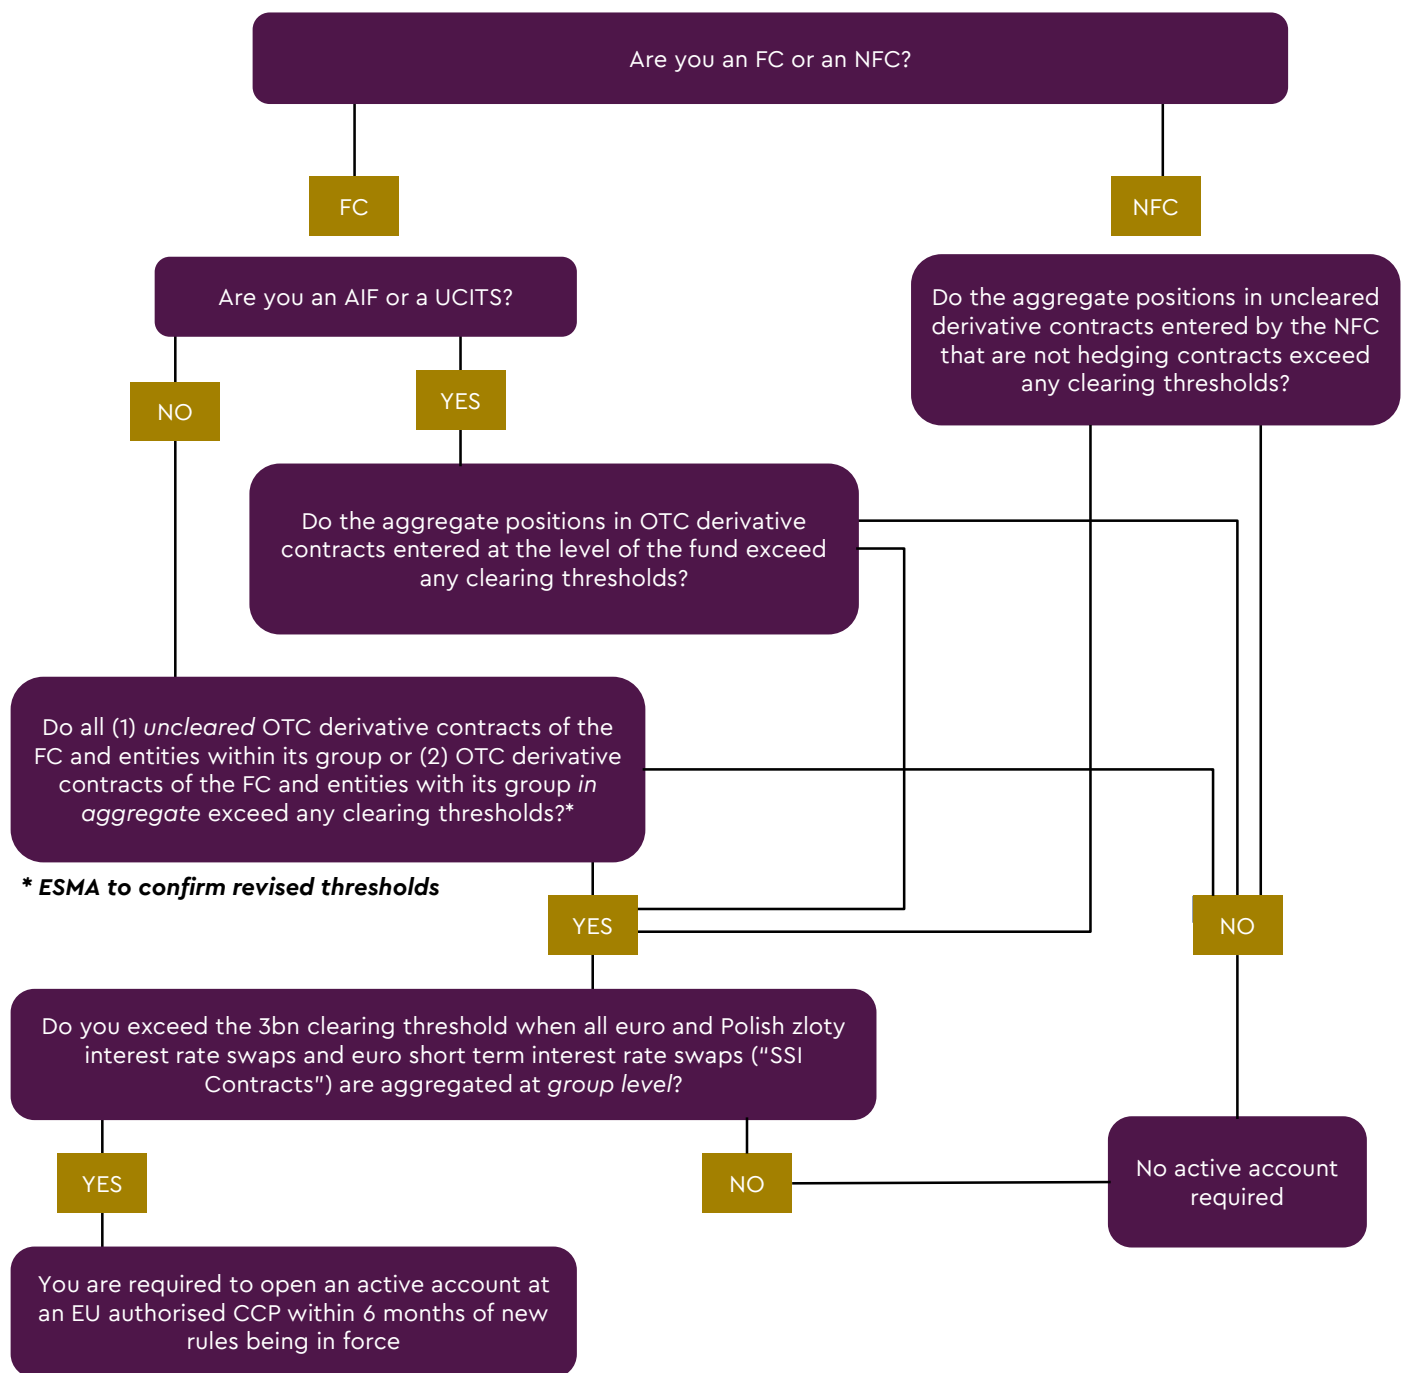 Are you an FC or an NFC?
FC
NFC
Are you an AIF or a UCITS?
Do the aggregate positions in uncleared
derivative contracts entered by the NFC
that are not hedging contracts exceed
any clearing thresholds?
NO
YES
Do the aggregate positions in OTC derivative
contracts entered at the level of the fund exceed
any clearing thresholds?
Do all (1) uncleared OTC derivative contracts of the
FC and entities within its group or (2) OTC derivative
contracts of the FC and entities with its group in
aggregate exceed any clearing thresholds?*
* ESMA to confirm revised thresholds
YES
NO
Do you exceed the 3bn clearing threshold when all euro and Polish zloty
interest rate swaps and euro short term interest rate swaps (“SSI
Contracts”) are aggregated at group level?
YES
NO
No active account
required
You are required to open an active account at
an EU authorised CCP within 6 months of new
rules being in force